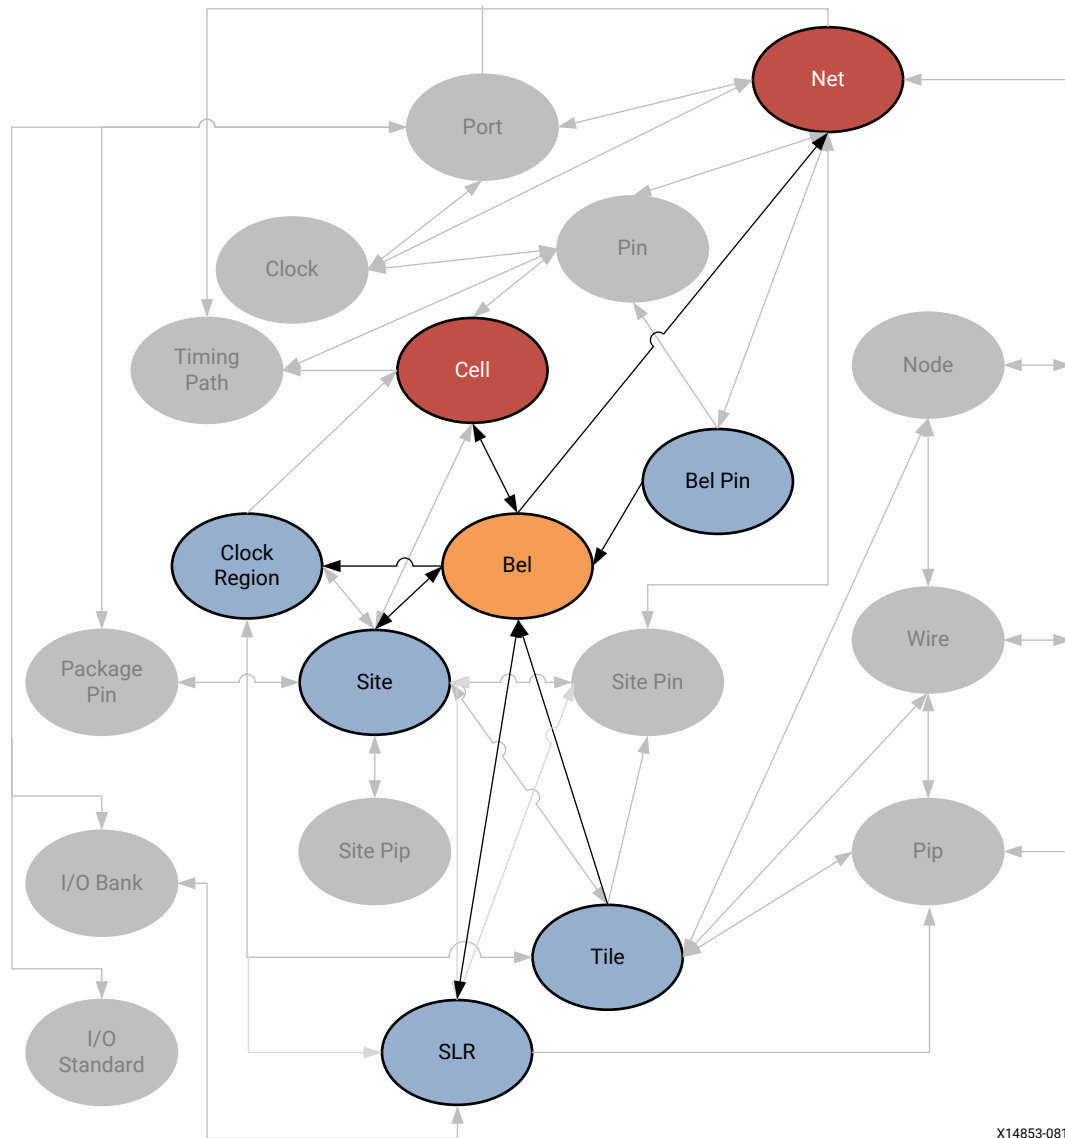 Net
Port
Pin
Clock
Timing
Path
Cell
Node
Bel Pin
Clock
Region
Bel
Wire
Package
Pin
Site
Site Pin
Site Pip
Pip
I/O Bank
Tile
I/O
Standard
SLR
X14853-081